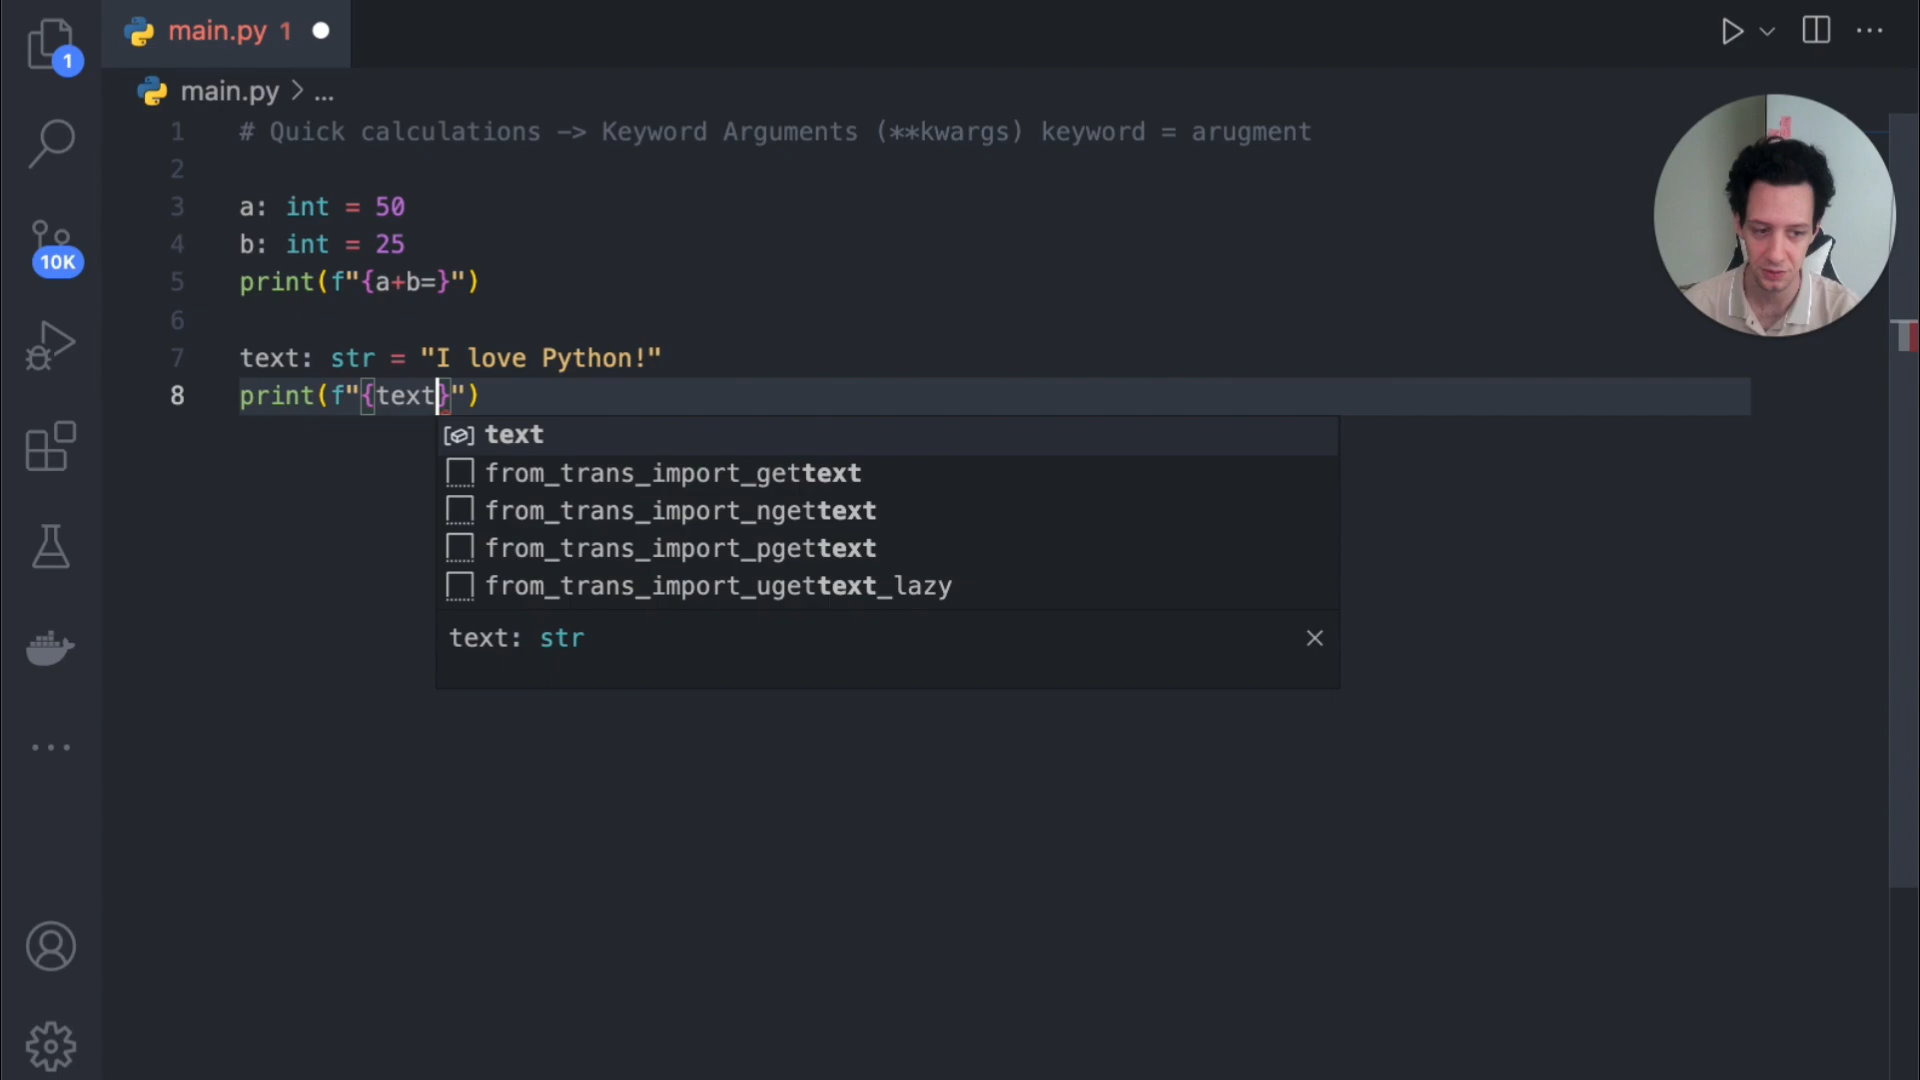 main.py 1
1
main.py > ...
1 # Quick calculations -> Keyword Arguments (**kwargs) keyword = arugment
2
3 a: int = 50
4 b: int = 25
5 print(f"{a+b=}")
6
7 text: str = "I love Python!"
8 print(f"{text}")
10K
text
from_trans_import_gettext
from_trans_import_ngettext
from_trans_import_pgettext
from_trans_import_ugettext_lazy
text: str